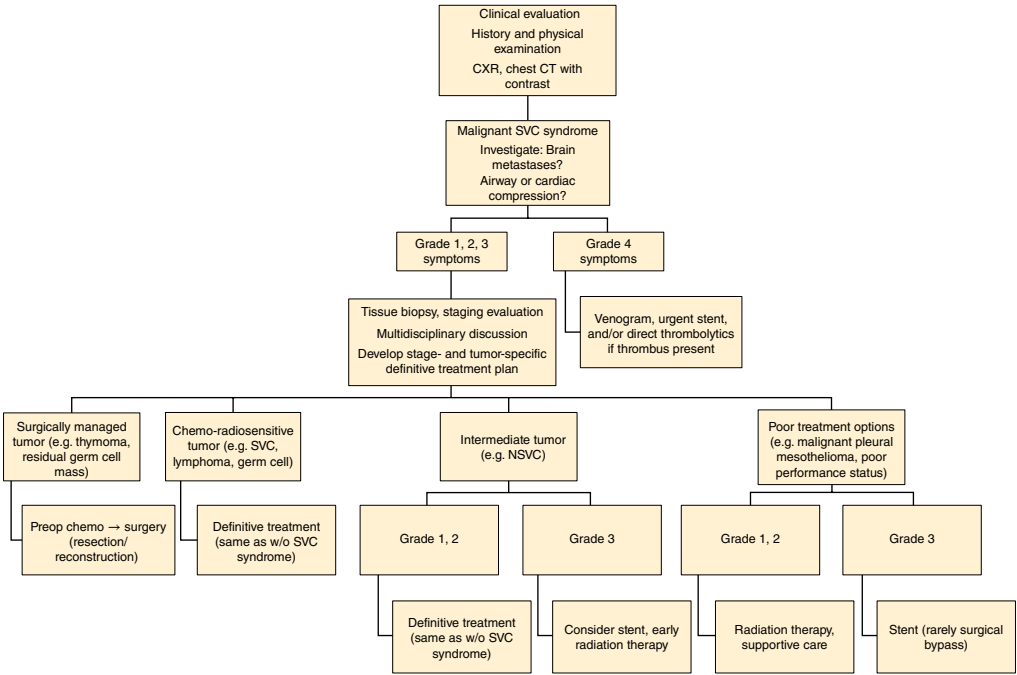 Clinical evaluation
History and physical
examination
CXR, chest CT with
contrast
Malignant SVC syndrome
Investigate: Brain
metastases?
Airway or cardiac
compression?
Grade 1, 2, 3
symptoms
Grade 4
symptoms
Tissue biopsy, staging evaluation
Multidisciplinary discussion
Develop stage- and tumor-specific
definitive treatment plan
Venogram, urgent stent,
and/or direct thrombolytics
if thrombus present
Surgically managed
tumor (e.g. thymoma,
residual germ cell
mass)
Chemo-radiosensitive
tumor (e.g. SVC,
lymphoma, germ cell)
Intermediate tumor
(e.g. NSVC)
Poor treatment options
(e.g. malignant pleural
mesothelioma, poor
performance status)
Preop chemo → surgery
(resection/
reconstruction)
Definitive treatment
(same as w/o SVC
syndrome)
Grade 1, 2
Grade 3
Grade 1, 2
Grade 3
Definitive treatment
(same as w/o SVC
syndrome)
Consider stent, early
radiation therapy
Radiation therapy,
supportive care
Stent (rarely surgical
bypass)